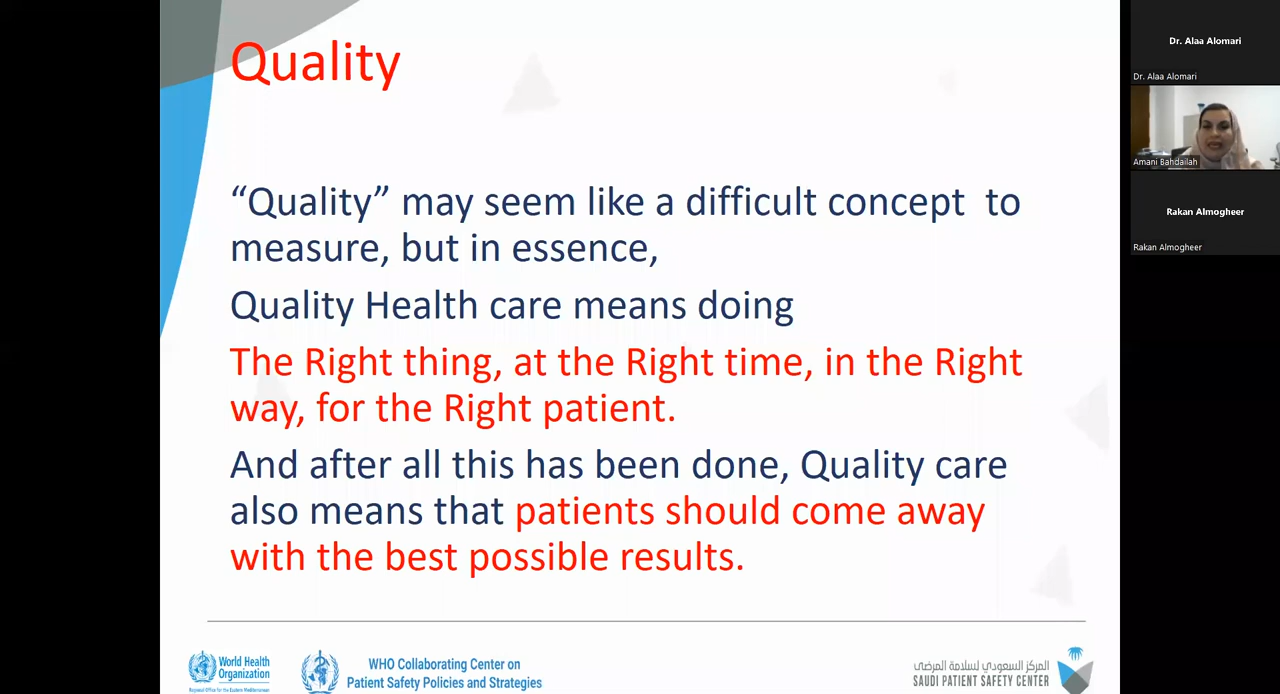 Quality
“Quality” may seem like a difficult concept  to
measure, but in essence,
Quality Health care means doing
The Right thing, at the Right time, in the Right
way, for the Right patient.
And after all this has been done, Quality care
also means that patients should come away
with the best possible results.
World Health
Organization
Regional Office for the Eastern Mediterranean
WHO Collaborating Center on
Patient Safety Policies and Strategies
المركز السعودي لسلامة المرضى
SAUDI PATIENT SAFETY CENTER
Dr. Alaa Alomari
Dr. Alaa Alomari
Amani Bahdailah
Rakan Almogheer
Rakan Almogheer